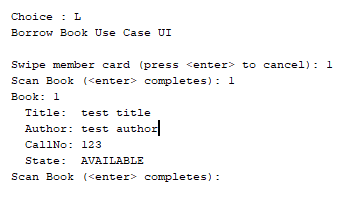 Choice : L
Borrow Book Use Case UI
Swipe member card (press <enter> to cancel): 1
Scan Book (<enter> completes): 1
Book: 1
Title:  test title
Author: test author
CallNo: 123
State:  AVAILABLE
Scan Book (<enter> completes):